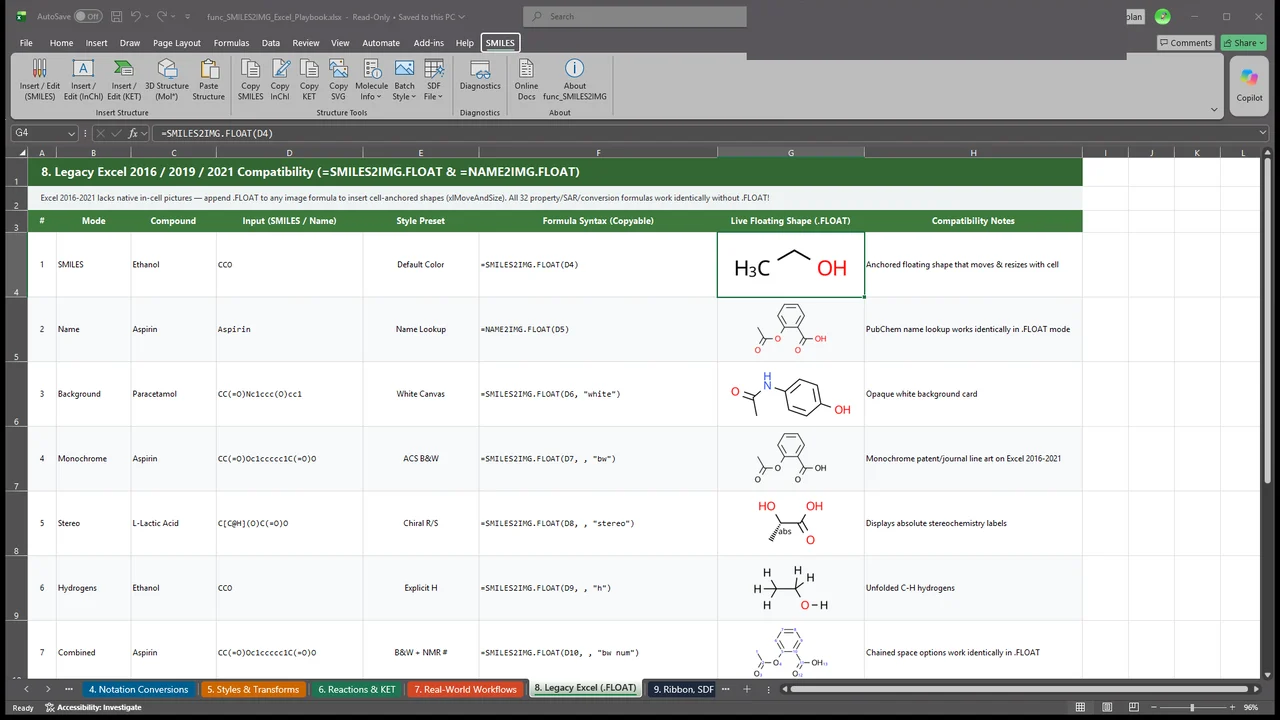 AutoSave Off func_SMILES2IMG_Excel_Playbook.xlsx - Read-Only • Saved to this PC Search
File Home Insert Draw Page Layout Formulas Data Review View Automate Add-ins Help SMILES Comments Share
Insert / Edit (SMILES) Insert / Edit (InChI) Insert / Edit (KET) 3D Structure (Mol*) Paste Structure Copy SMILES Copy InChI Copy KET Copy SVG Molecule Info Batch Style SDF File Diagnostics Online Docs About func_SMILES2IMG Copilot
Insert Structure Structure Tools Diagnostics About
G4 fx =SMILES2IMG.FLOAT(D4)
A B C D E F G H I J K L
1 8. Legacy Excel 2016 / 2019 / 2021 Compatibility (=SMILES2IMG.FLOAT & =NAME2IMG.FLOAT)
2 Excel 2016-2021 lacks native in-cell pictures — append .FLOAT to any image formula to insert cell-anchored shapes (xlMoveAndSize). All 32 property/SAR/conversion formulas work identically without .FLOAT!
3 # Mode Compound Input (SMILES / Name) Style Preset Formula Syntax (Copyable) Live Floating Shape (.FLOAT) Compatibility Notes
4 1 SMILES Ethanol CCO Default Color =SMILES2IMG.FLOAT(D4) H3C OH Anchored floating shape that moves & resizes with cell
5 2 Name Aspirin Aspirin Name Lookup =NAME2IMG.FLOAT(D5) O O O OH PubChem name lookup works identically in .FLOAT mode
6 3 Background Paracetamol CC(=O)Nc1ccc(O)cc1 White Canvas =SMILES2IMG.FLOAT(D6, "white") O H N OH Opaque white background card
7 4 Monochrome Aspirin CC(=O)Oc1ccccc1C(=O)O ACS B&W =SMILES2IMG.FLOAT(D7, , "bw") O O O OH Monochrome patent/journal line art on Excel 2016-2021
8 5 Stereo L-Lactic Acid C[C@H](O)C(=O)O Chiral R/S =SMILES2IMG.FLOAT(D8, , "stereo") HO OH abs O Displays absolute stereochemistry labels
9 6 Hydrogens Ethanol CCO Explicit H =SMILES2IMG.FLOAT(D9, , "h") H H H H H O H Unfolded C-H hydrogens
7 Combined Aspirin CC(=O)Oc1ccccc1C(=O)O B&W + NMR # =SMILES2IMG.FLOAT(D10, , "bw num") Chained space options work identically in .FLOAT
4. Notation Conversions 5. Styles & Transforms 6. Reactions & KET 7. Real-World Workflows 8. Legacy Excel (.FLOAT) 9. Ribbon, SDF
Ready Accessibility: Investigate 96%